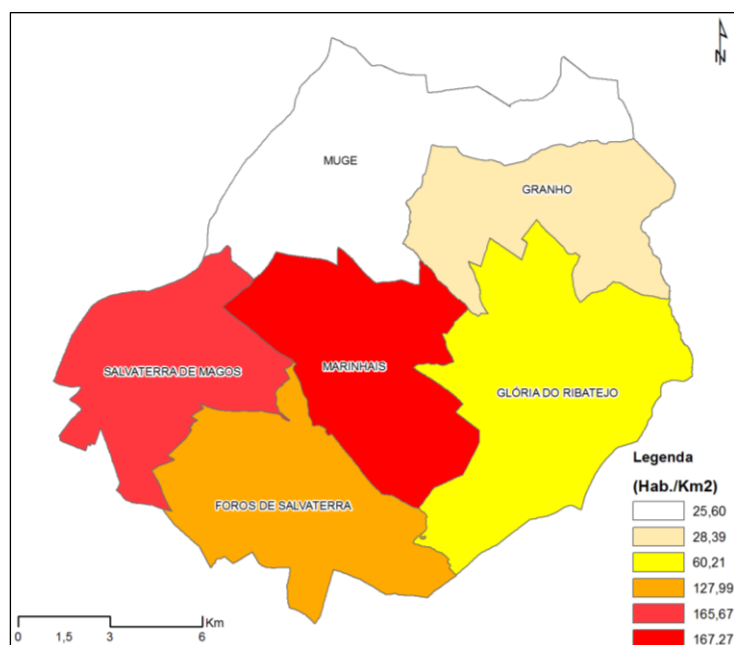 N
MUGE
GRANHO
SALVATERRA DE MAGOS
MARINHAIS
GLÓRIA DO RIBATEJO
FOROS DE SALVATERRA
Legenda
(Hab./Km2)
25,60
28,39
60,21
127,99
165,67
167,27
Km
0 1,5 3 6